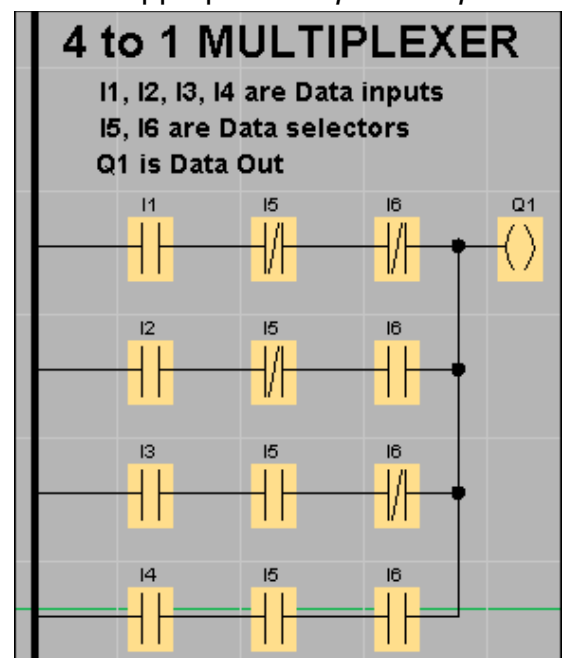 4 to 1 MULTIPLEXER
I1, I2, I3, I4 are Data inputs
I5, I6 are Data selectors
Q1 is Data Out
I1 I5 I6 Q1
I2 I5 I6
I3 I5 I6
I4 I5 I6